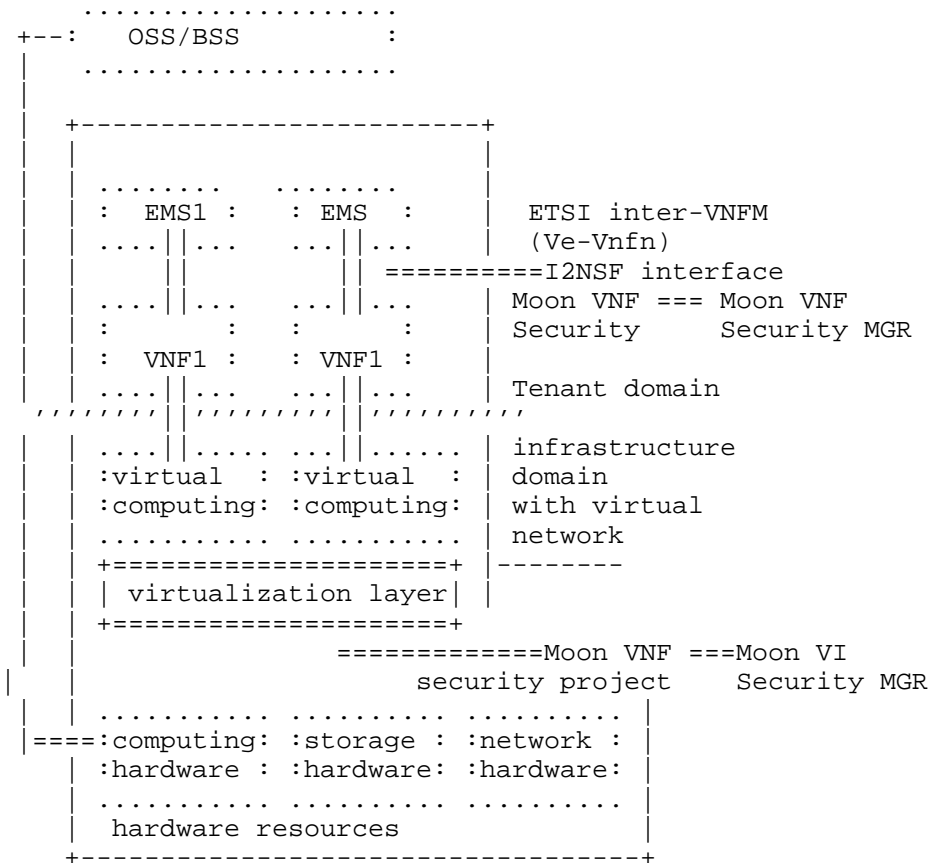 OSS/BSS
EMS1 EMS ETSI inter-VNFM
(Ve-Vnfn)
I2NSF interface
Moon VNF === Moon VNF
Security Security MGR
VNF1 VNF1
Tenant domain
infrastructure
virtual virtual domain
computing computing with virtual
network
virtualization layer
Moon VNF ===Moon VI
security project Security MGR
computing storage network
hardware hardware hardware
hardware resources